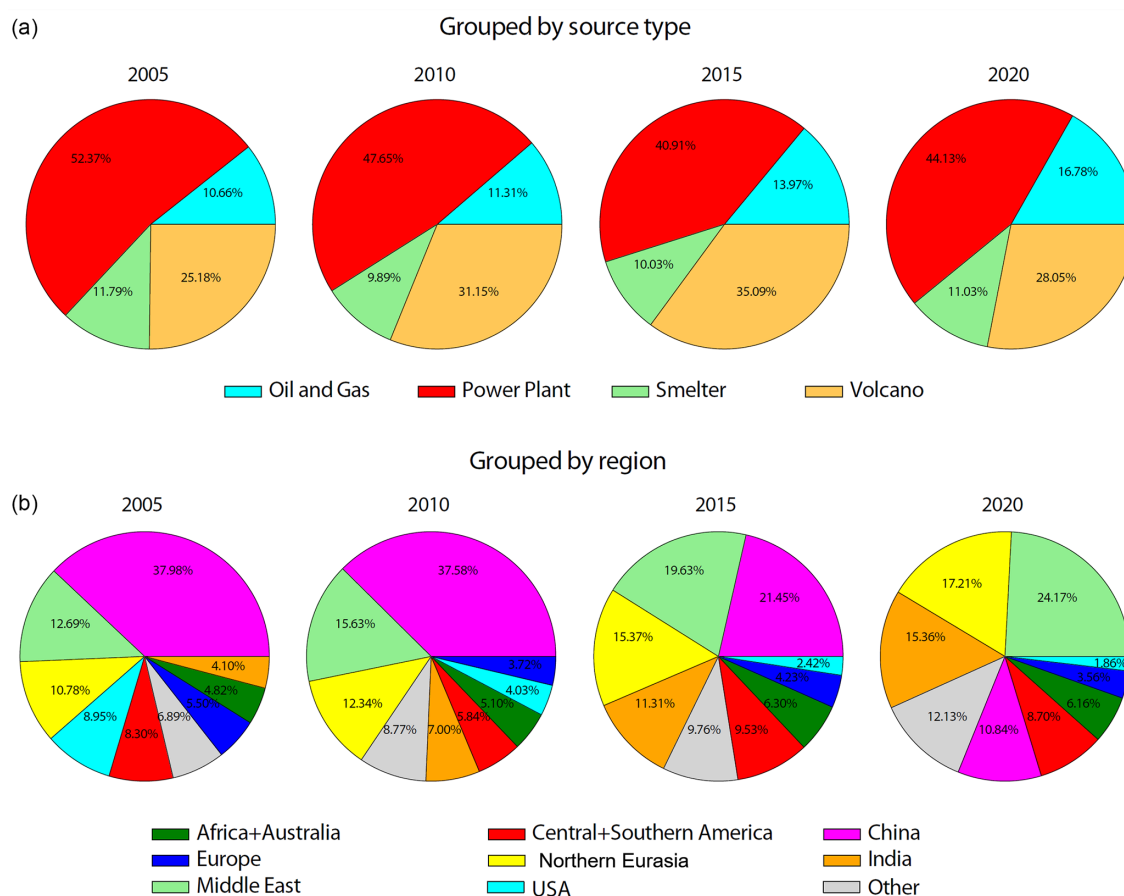 (a)
Grouped by source type
2005 2010 2015 2020
52.37% 10.66% 11.79% 25.18%
47.65% 11.31% 9.89% 31.15%
40.91% 13.97% 10.03% 35.09%
44.13% 16.78% 11.03% 28.05%
Oil and Gas Power Plant Smelter Volcano
Grouped by region
(b)
2005 2010 2015 2020
37.98% 12.69% 10.78% 8.95% 8.30% 6.89% 5.50% 4.82% 4.10%
37.58% 15.63% 12.34% 8.77% 7.00% 5.84% 5.10% 4.03% 3.72%
21.45% 19.63% 15.37% 11.31% 9.76% 9.53% 6.30% 4.23% 2.42%
24.17% 17.21% 15.36% 12.13% 10.84% 8.70% 6.16% 3.56% 1.86%
Africa+Australia Central+Southern America China
Europe Northern Eurasia India
Middle East USA Other